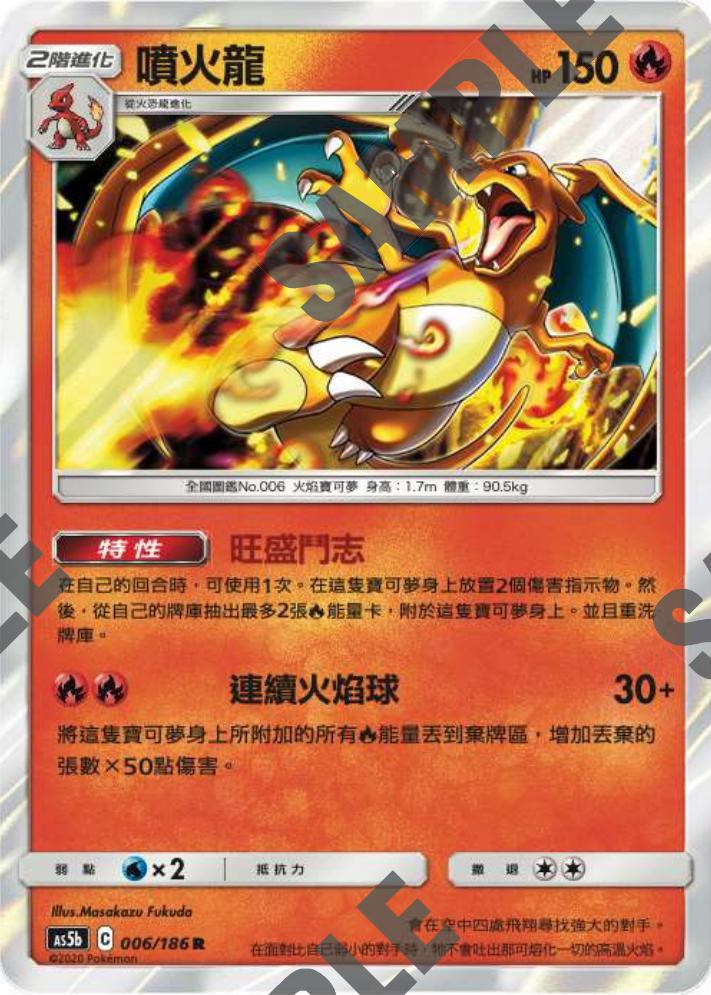 2階進化
噴火龍
HP 150
從火恐龍進化
全國圖鑑No.006 火焰寶可夢 身高:1.7m 體重:90.5kg
特性 旺盛鬥志
在自己的回合時,可使用1次。在這隻寶可夢身上放置2個傷害指示物。然
後,從自己的牌庫抽出最多2張能量卡,附於這隻寶可夢身上。並且重洗
牌庫。
連續火焰球 30+
將這隻寶可夢身上所附加的所有能量丟到棄牌區,增加丟棄的
張數×50點傷害。
弱點 ×2 抵抗力 撤退
Illus.Masakazu Fukuda
AS5b C 006/186 R
©2020 Pokémon
會在空中四處飛翔尋找強大的對手。
在面對比自己弱小的對手時,牠不會吐出那可熔化一切的高溫火焰。
SAMPLE